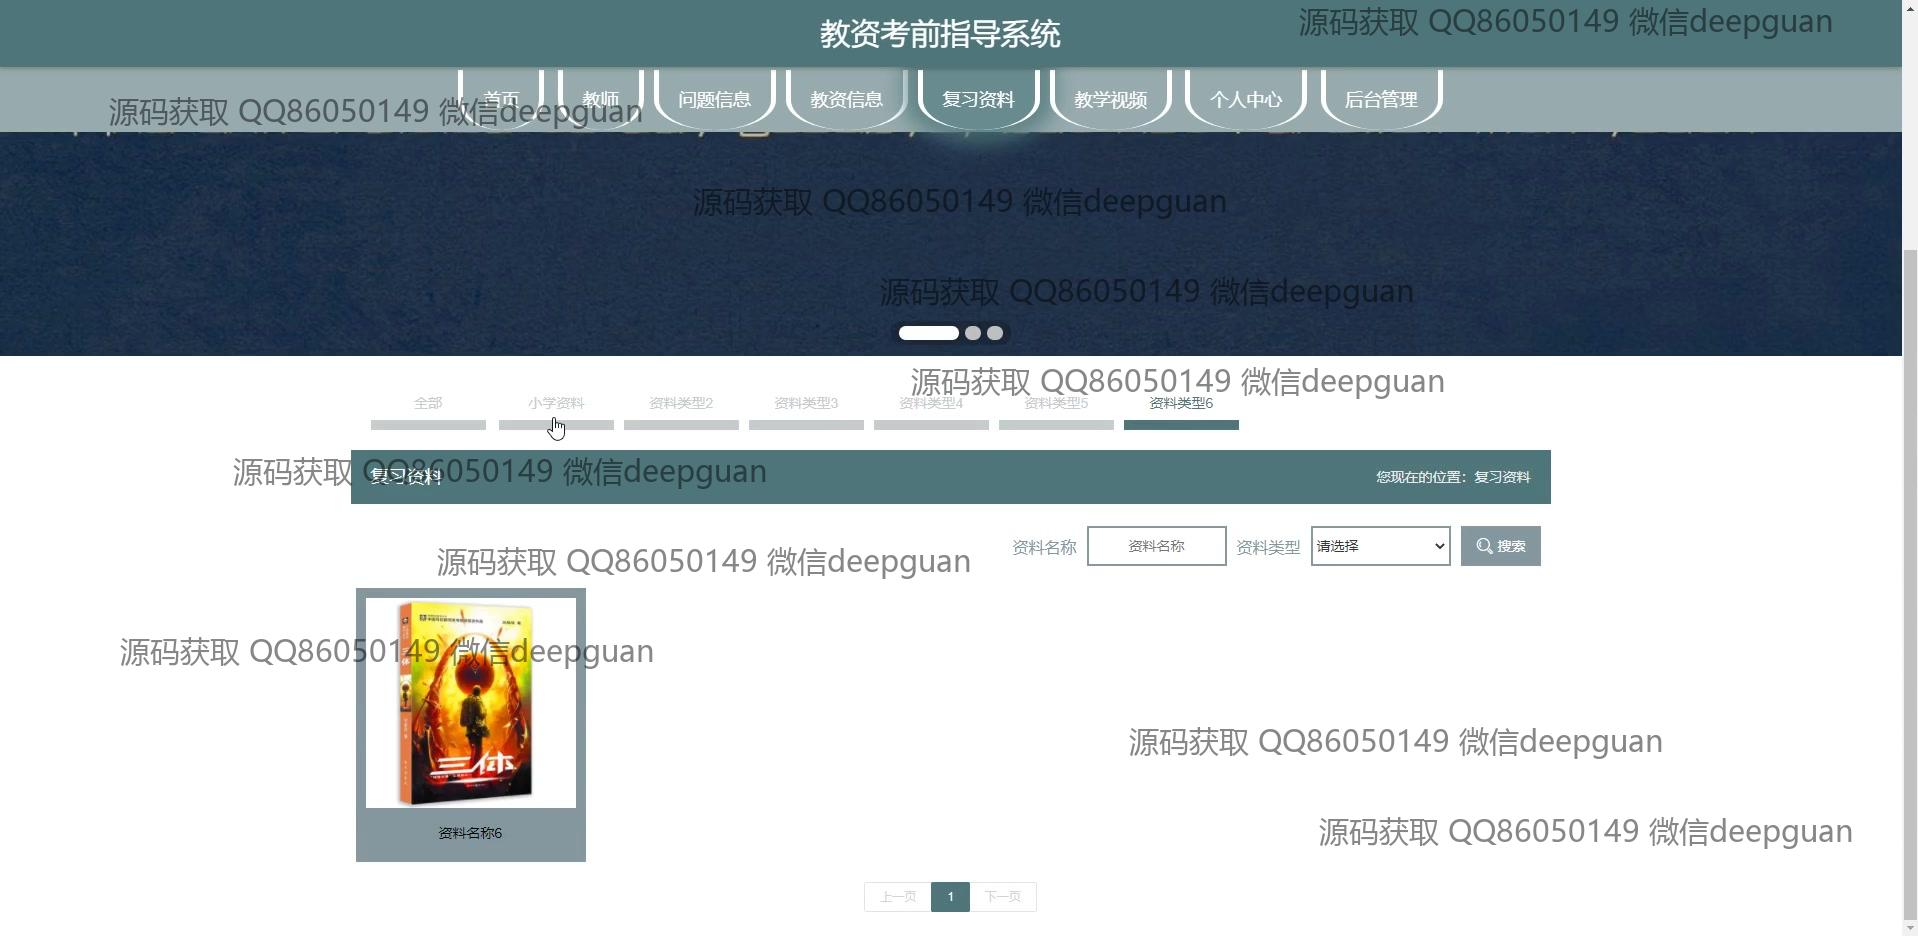 教资考前指导系统
源码获取 QQ86050149 微信deepguan
首页
教师
问题信息
教资信息
复习资料
教学视频
个人中心
后台管理
源码获取 QQ86050149 微信deepguan
源码获取 QQ86050149 微信deepguan
源码获取 QQ86050149 微信deepguan
源码获取 QQ86050149 微信deepguan
全部
小学资料
资料类型2
资料类型3
资料类型4
资料类型5
资料类型6
复习资料
源码获取 QQ86050149 微信deepguan
您现在的位置：复习资料
资料名称
资料名称
资料类型
请选择
搜索
源码获取 QQ86050149 微信deepguan
源码获取 QQ86050149 微信deepguan
三体
资料名称6
源码获取 QQ86050149 微信deepguan
源码获取 QQ86050149 微信deepguan
上一页
1
下一页